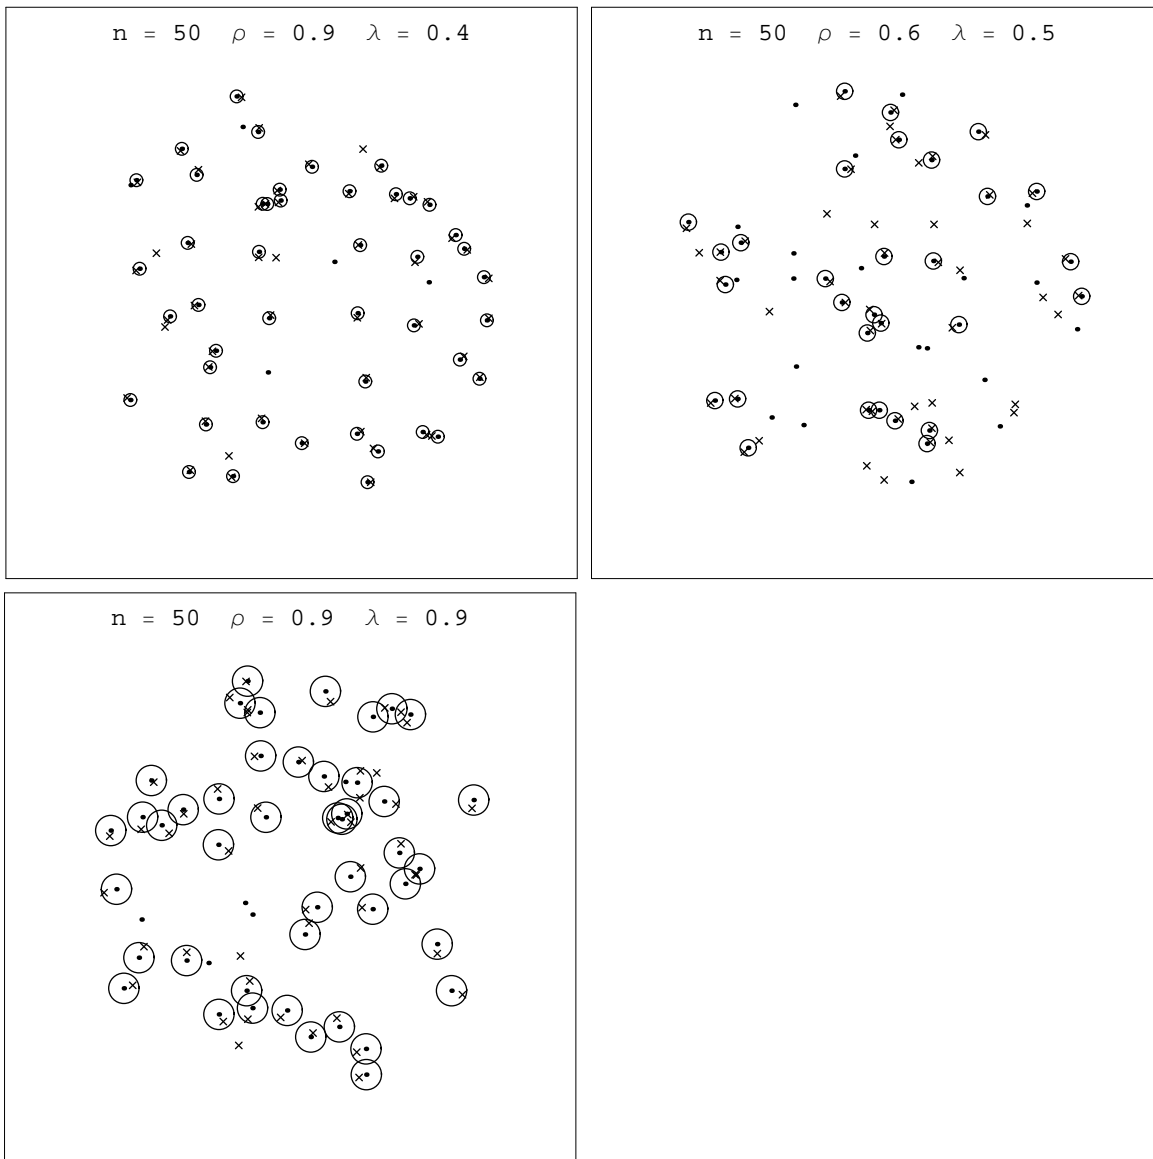 n = 50 ρ = 0.9 λ = 0.4
n = 50 ρ = 0.6 λ = 0.5
n = 50 ρ = 0.9 λ = 0.9